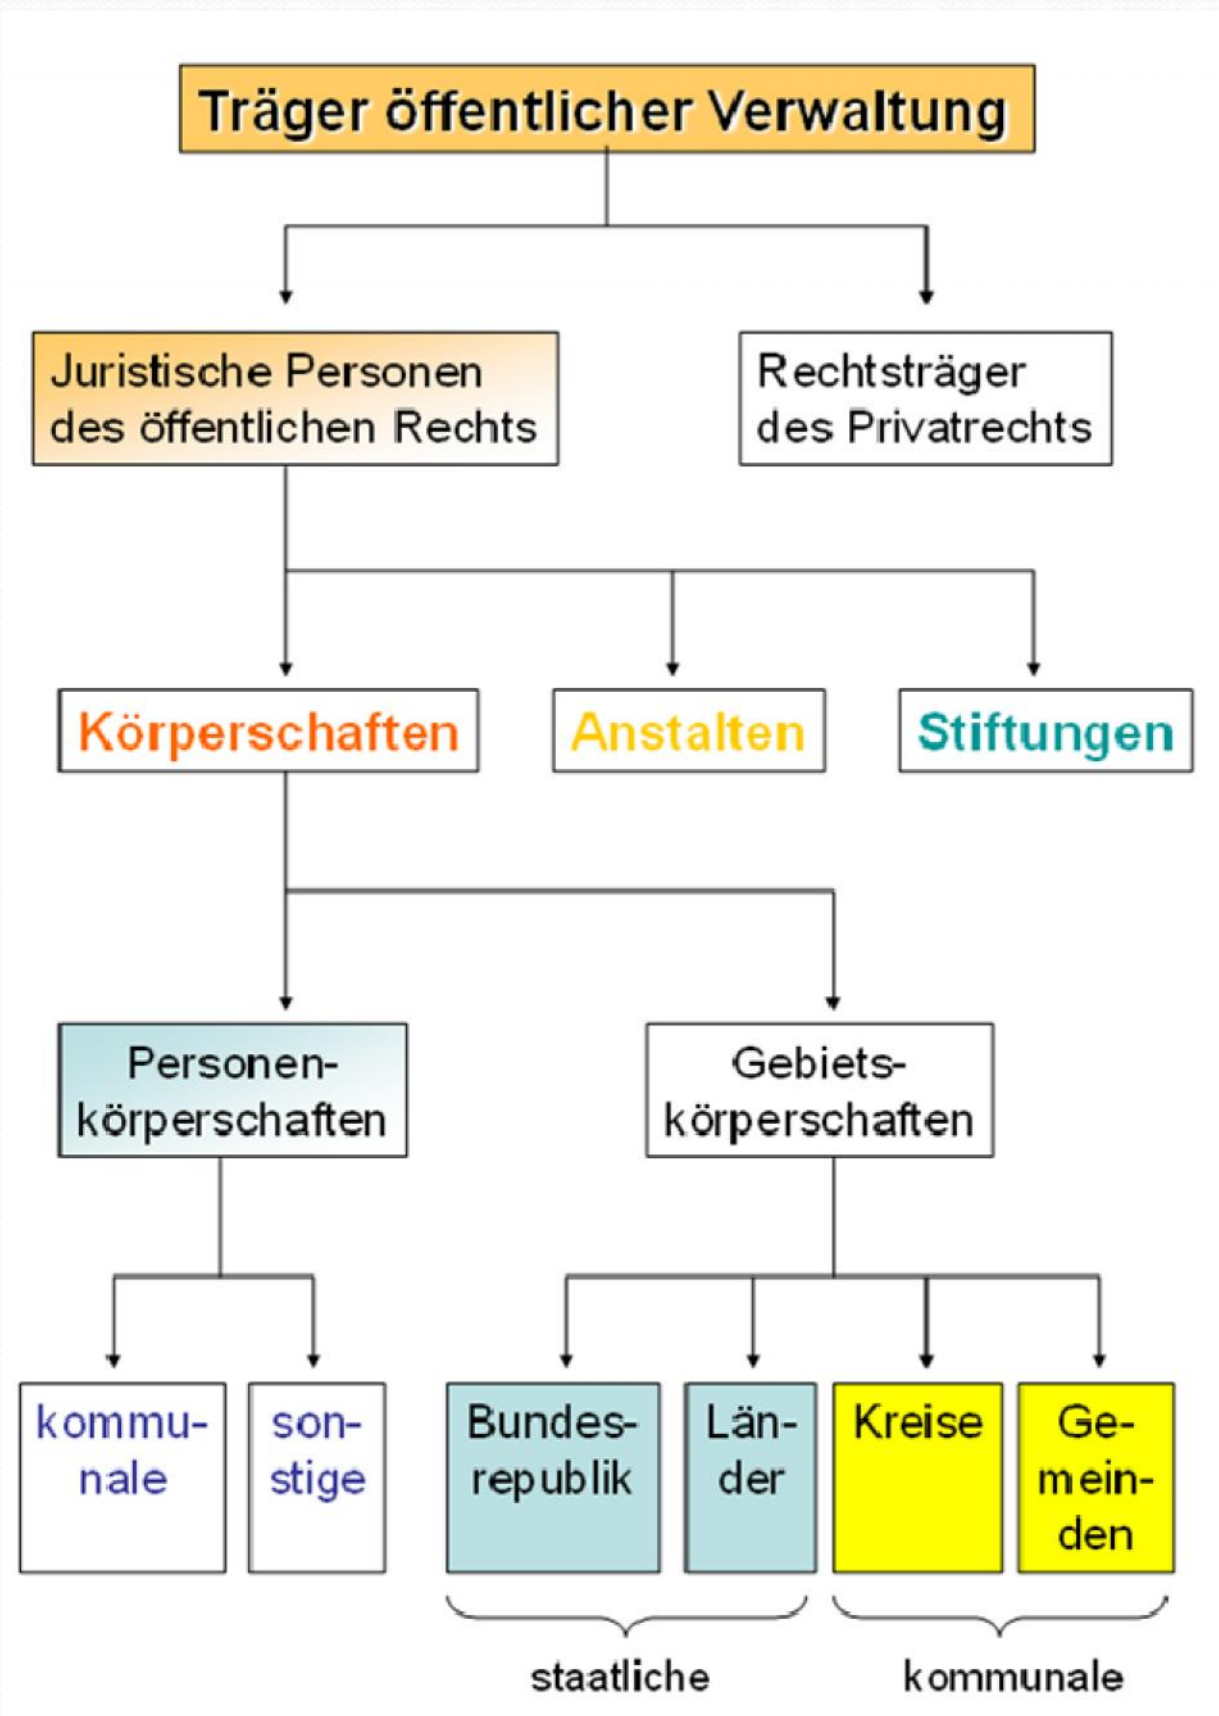 Träger öffentlicher Verwaltung
Juristische Personen
des öffentlichen Rechts
Rechtsträger
des Privatrechts
Körperschaften
Anstalten
Stiftungen
Personen-
körperschaften
Gebiets-
körperschaften
kommu-
nale
son-
stige
Bundes-
republik
Län-
der
Kreise
Ge-
mein-
den
staatliche
kommunale